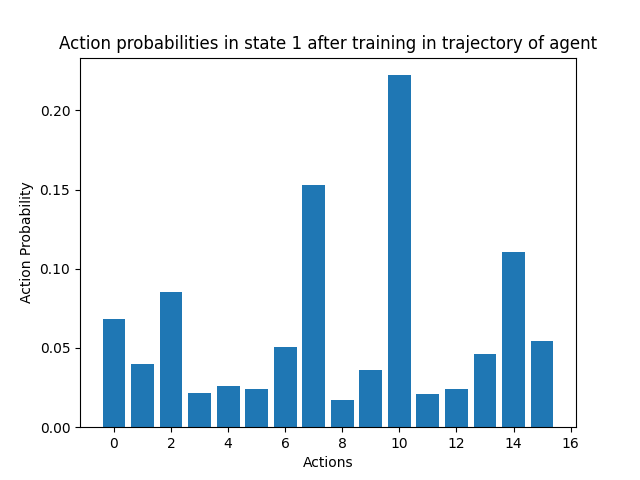 Action probabilities in state 1 after training in trajectory of agent
0.20
0.15
0.10
0.05
0.00
Action Probability
0 2 4 6 8 10 12 14 16
Actions